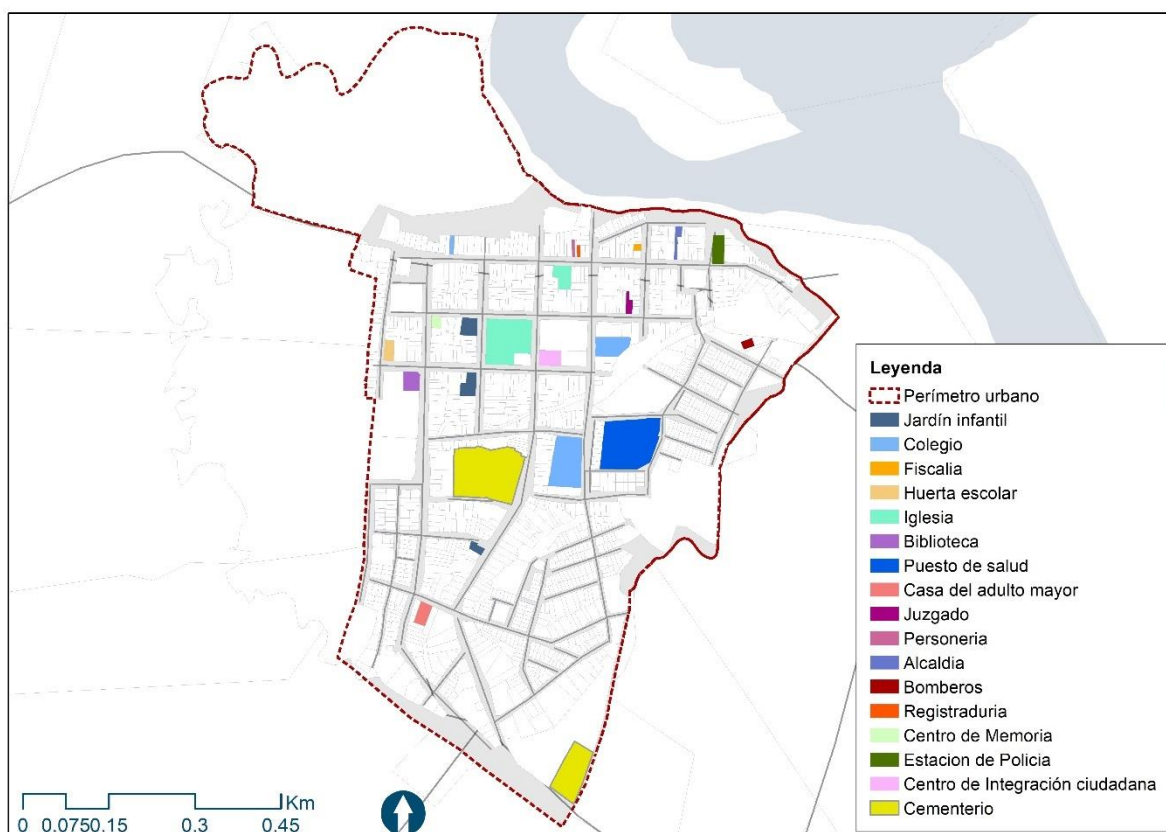 Leyenda
Perímetro urbano
Jardín infantil
Colegio
Fiscalia
Huerta escolar
Iglesia
Biblioteca
Puesto de salud
Casa del adulto mayor
Juzgado
Personeria
Alcaldia
Bomberos
Registraduria
Centro de Memoria
Estacion de Policia
Centro de Integración ciudadana
Cementerio
Km
0 0.075 0.15 0.3 0.45